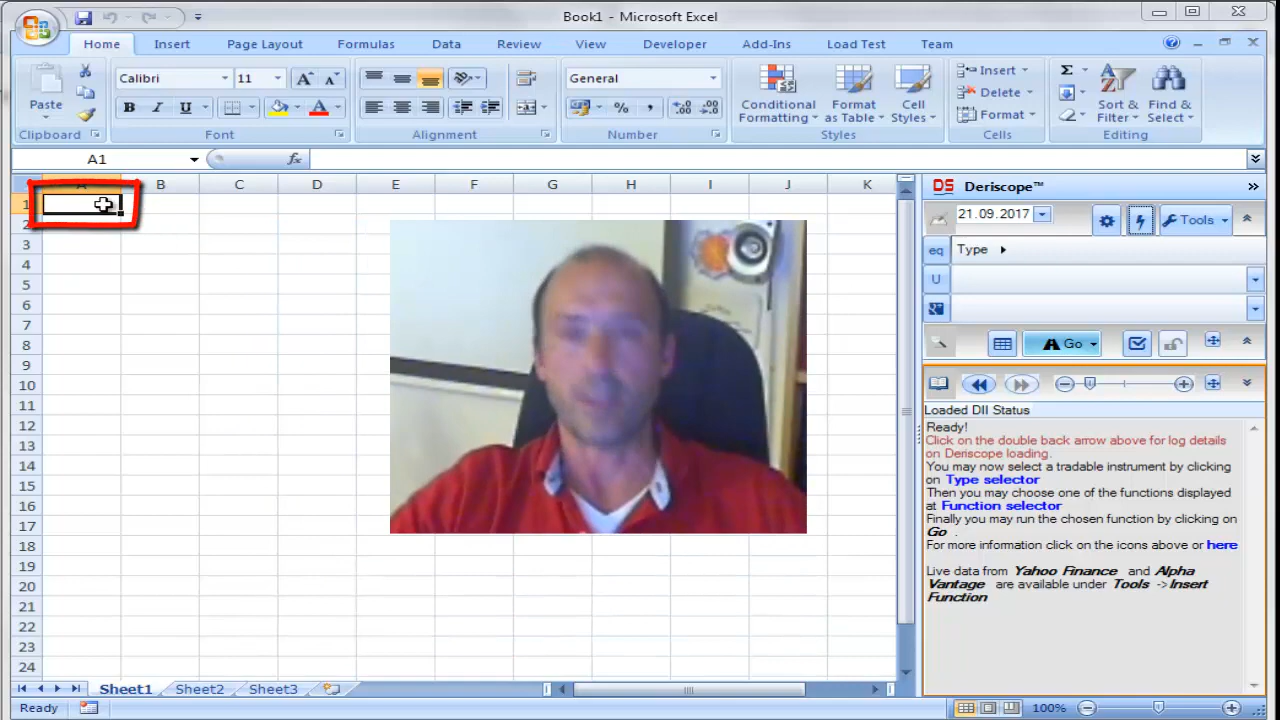 Book1 - Microsoft Excel
Home Insert Page Layout Formulas Data Review View Developer Add-Ins Load Test Team
Paste
Calibri 11
B I U
General
% ,
Conditional Formatting
Format as Table
Cell Styles
Insert
Delete
Format
Σ
Sort & Filter
Find & Select
Clipboard Font Alignment Number Styles Cells Editing
A1 fx
A B C D E F G H I J K
1
2
3
4
5
6
7
8
9
10
11
12
13
14
15
16
17
18
19
20
21
22
23
24
DS Deriscope™
21.09.2017 Tools
eq Type
U
Go
Loaded Dll Status
Ready!
Click on the double back arrow above for log details
on Deriscope loading.
You may now select a tradable instrument by clicking
on Type selector
Then you may choose one of the functions displayed
at Function selector
Finally you may run the chosen function by clicking on
Go .
For more information click on the icons above or here
Live data from Yahoo Finance and Alpha
Vantage are available under Tools ->Insert
Function
Sheet1 Sheet2 Sheet3
Ready 100%